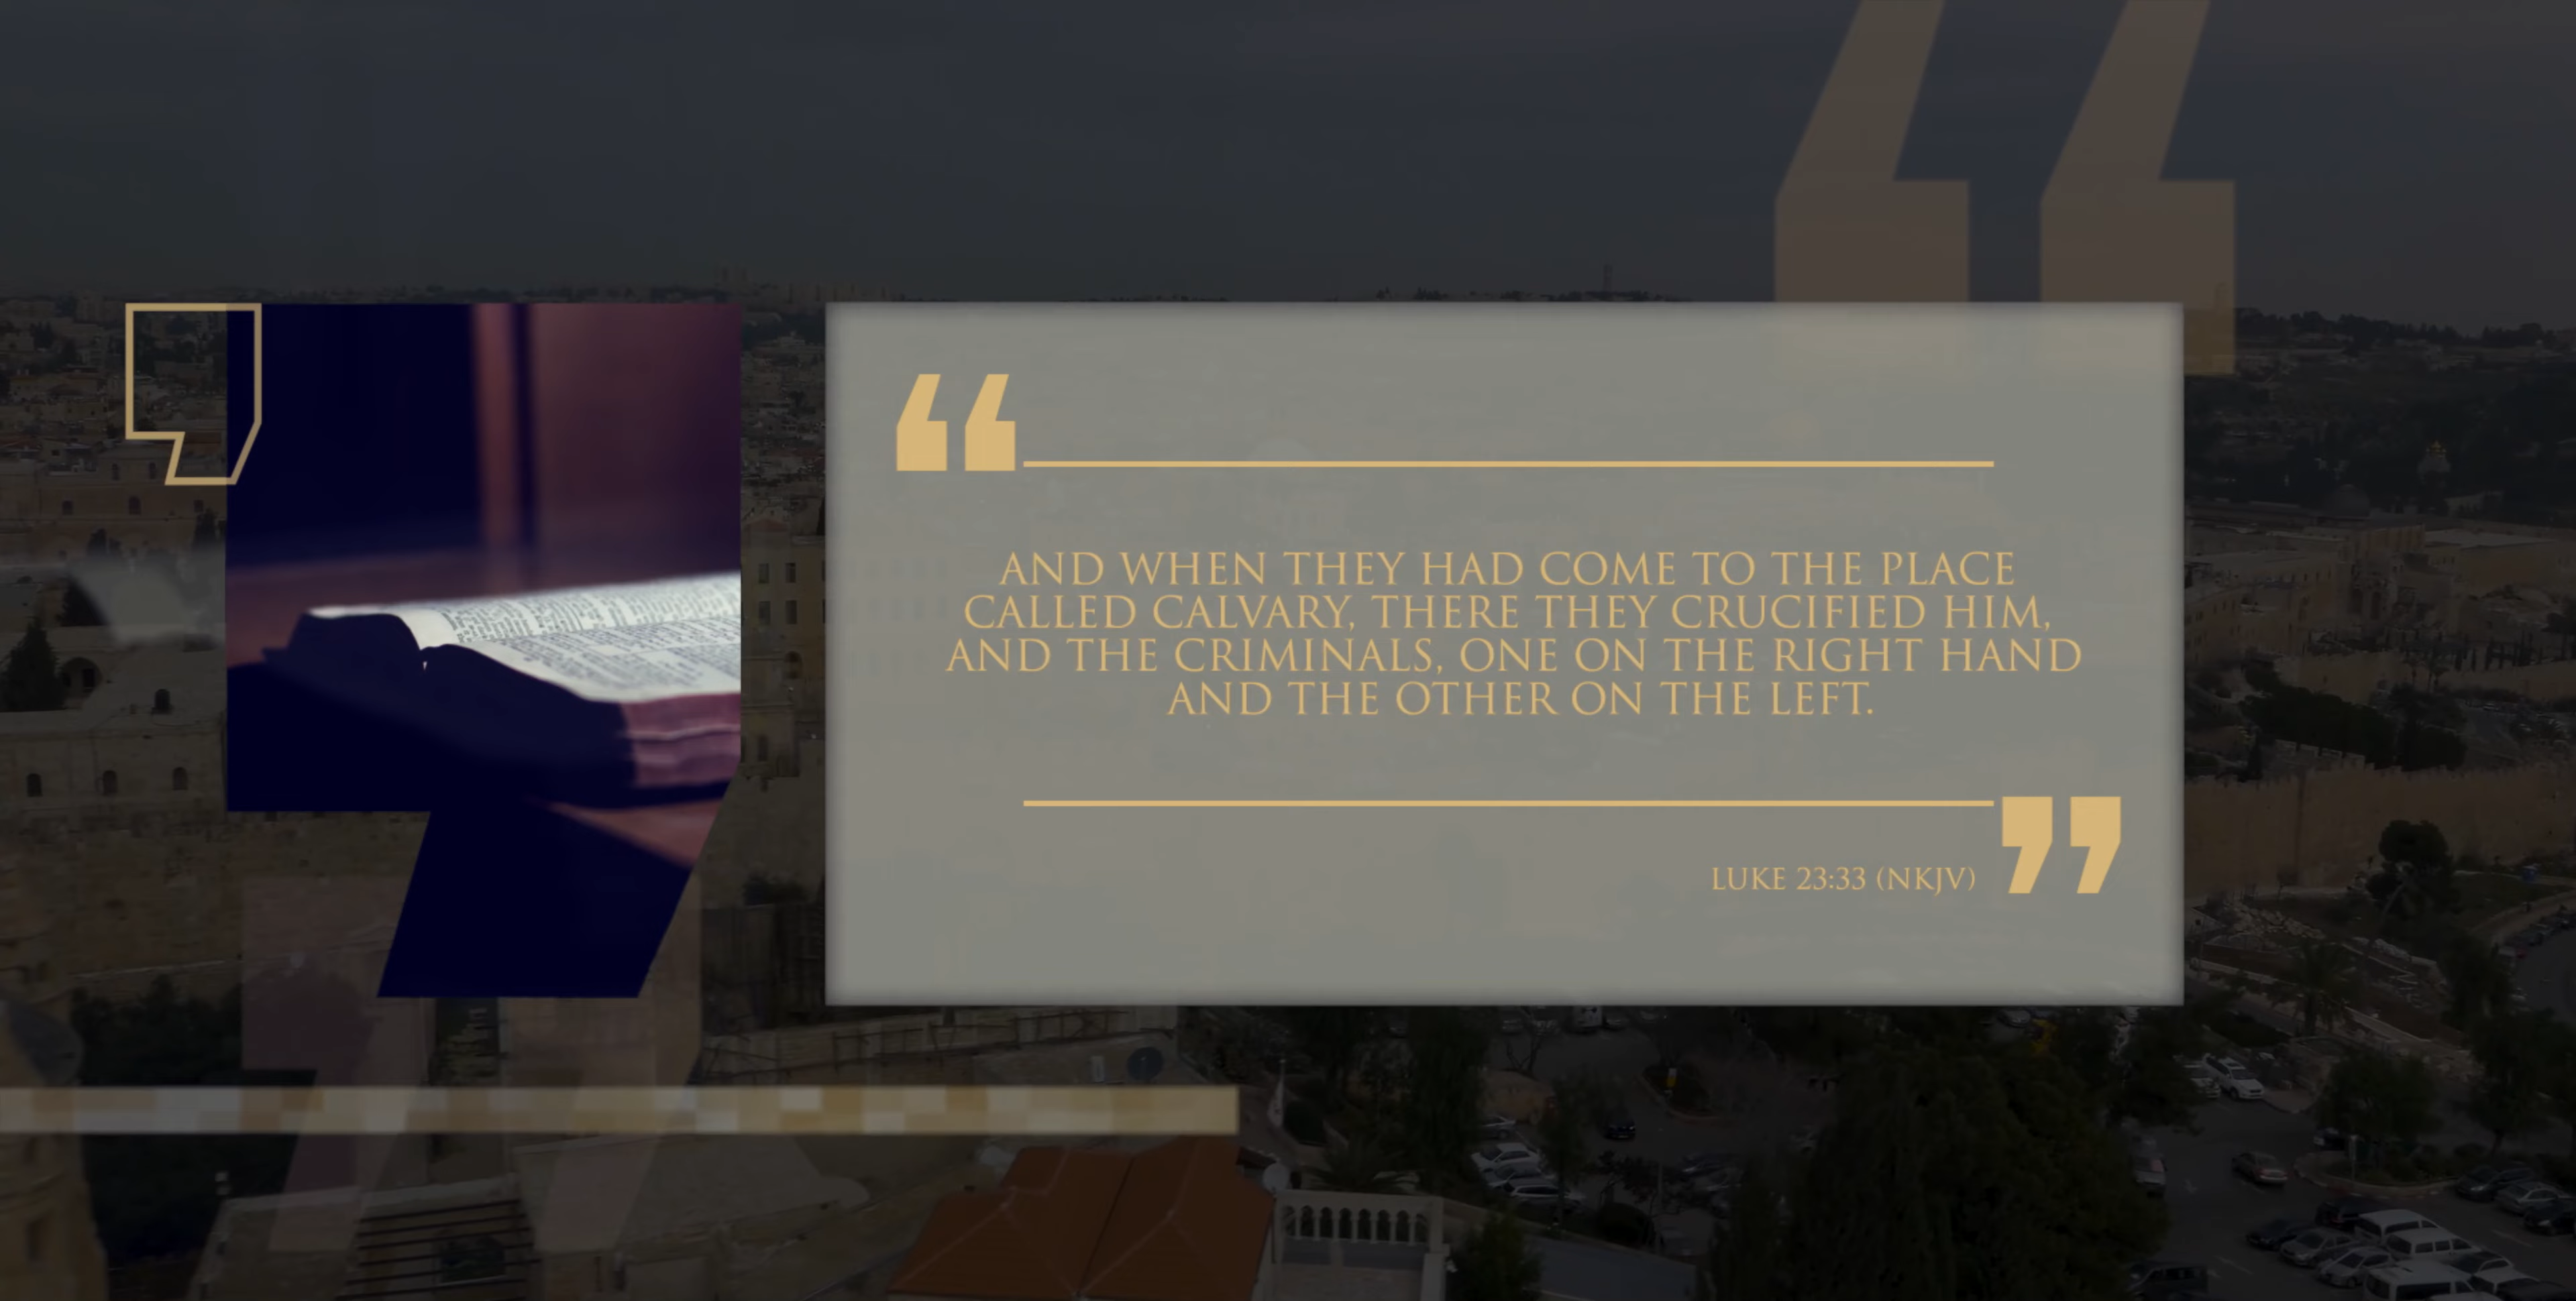 “
AND WHEN THEY HAD COME TO THE PLACE
CALLED CALVARY, THERE THEY CRUCIFIED HIM,
AND THE CRIMINALS, ONE ON THE RIGHT HAND
AND THE OTHER ON THE LEFT.
”
LUKE 23:33 (NKJV)